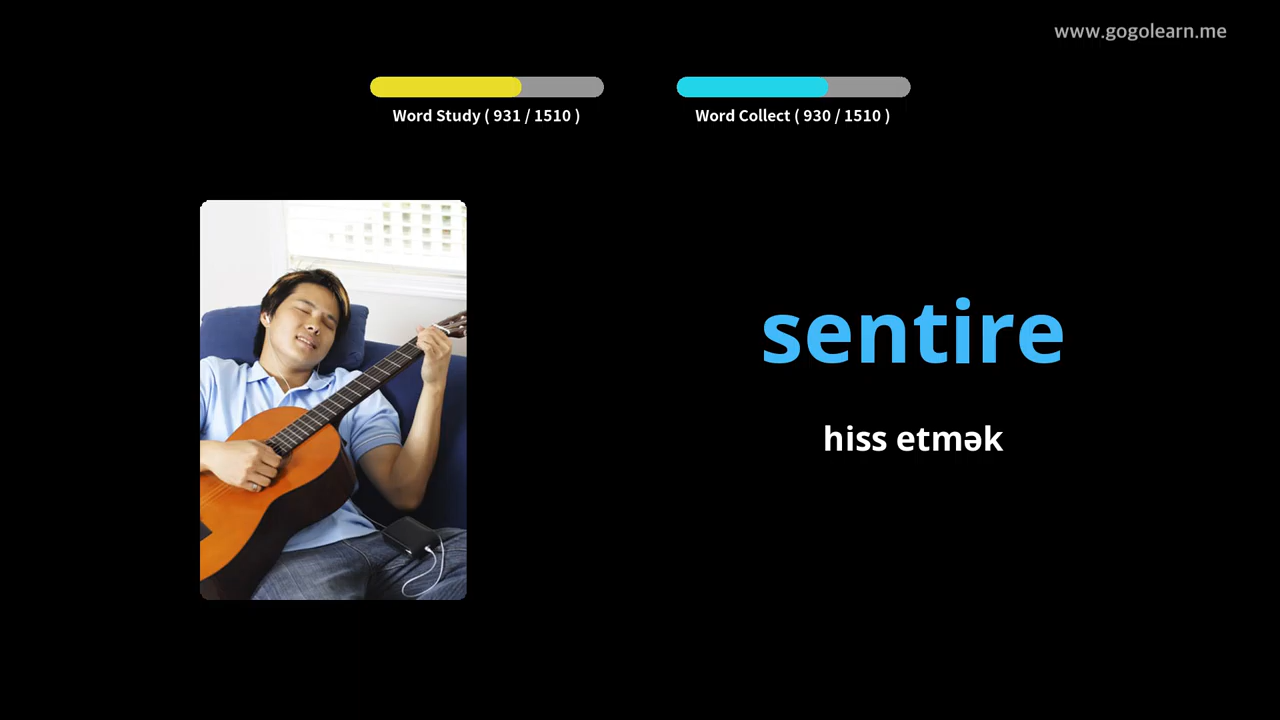 www.gogolearn.me
Word Study ( 931 / 1510 )
Word Collect ( 930 / 1510 )
sentire
hiss etmək